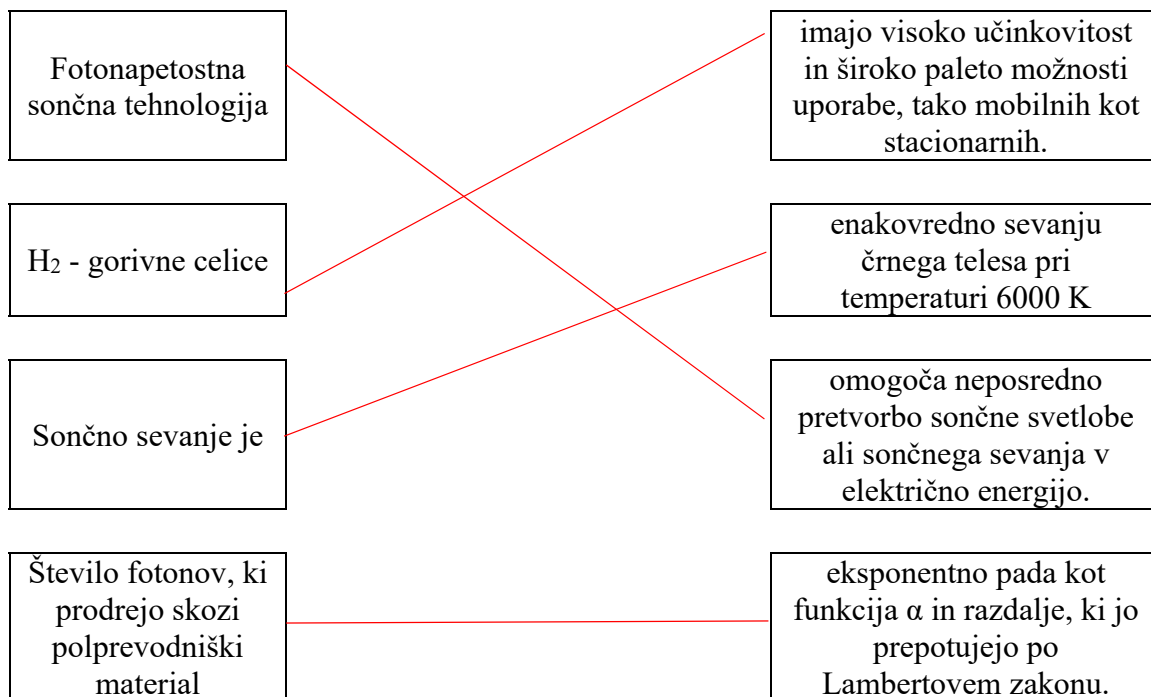 Fotonapetostna
sončna tehnologija
imajo visoko učinkovitost
in široko paleto možnosti
uporabe, tako mobilnih kot
stacionarnih.
H₂ - gorivne celice
enakovredno sevanju
črnega telesa pri
temperaturi 6000 K
Sončno sevanje je
omogoča neposredno
pretvorbo sončne svetlobe
ali sončnega sevanja v
električno energijo.
Število fotonov, ki
prodrejo skozi
polprevodniški
material
eksponentno pada kot
funkcija α in razdalje, ki jo
prepotujejo po
Lambertovem zakonu.